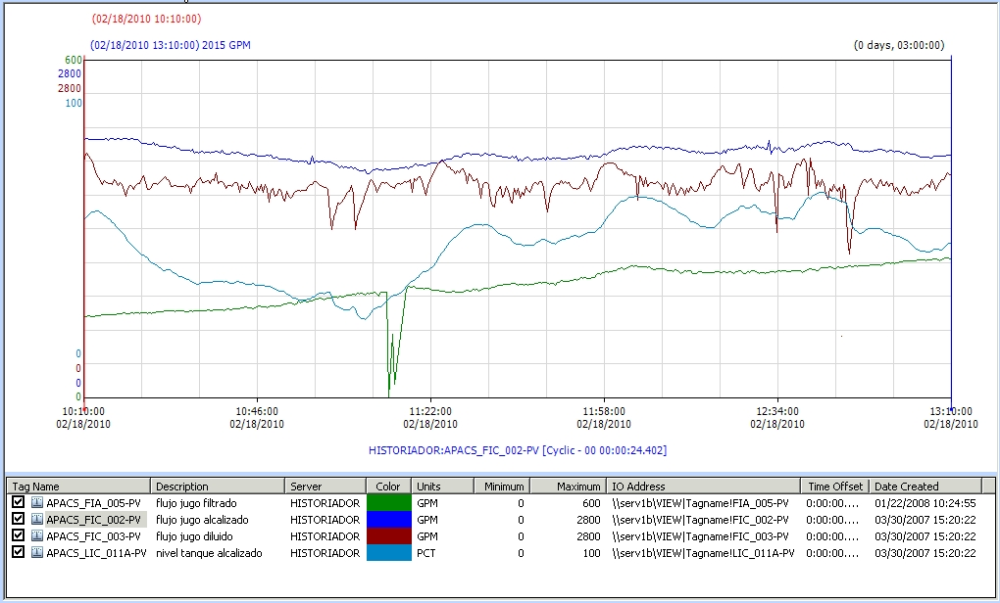 (02/18/2010 10:10:00)
(02/18/2010 13:10:00) 2015 GPM
(0 days, 03:00:00)
600
2800
2800
100
0
0
0
0
10:10:00 10:46:00 11:22:00 11:58:00 12:34:00 13:10:00
02/18/2010 02/18/2010 02/18/2010 02/18/2010 02/18/2010 02/18/2010
HISTORIADOR:APACS_FIC_002-PV [Cyclic - 00 00:00:24.402]
Tag Name Description Server Color Units Minimum Maximum IO Address Time Offset Date Created
APACS_FIA_005-PV flujo jugo filtrado HISTORIADOR GPM 0 600 \\serv1b\VIEW|Tagname!FIA_005-PV 0:00:00.... 01/22/2008 10:24:55
APACS_FIC_002-PV flujo jugo alcalizado HISTORIADOR GPM 0 2800 \\serv1b\VIEW|Tagname!FIC_002-PV 0:00:00.... 03/30/2007 15:20:22
APACS_FIC_003-PV flujo jugo diluido HISTORIADOR GPM 0 2800 \\serv1b\VIEW|Tagname!FIC_003-PV 0:00:00.... 03/30/2007 15:20:22
APACS_LIC_011A-PV nivel tanque alcalizado HISTORIADOR PCT 0 100 \\serv1b\VIEW|Tagname!LIC_011A-PV 0:00:00.... 03/30/2007 15:20:22